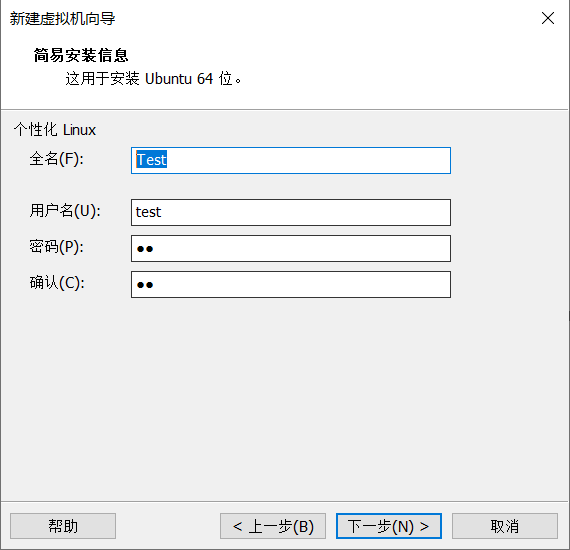 新建虚拟机向导
简易安装信息
这用于安装 Ubuntu 64 位。
个性化 Linux
全名(F): Test
用户名(U): test
密码(P): ●●
确认(C): ●●
帮助 < 上一步(B) 下一步(N) > 取消